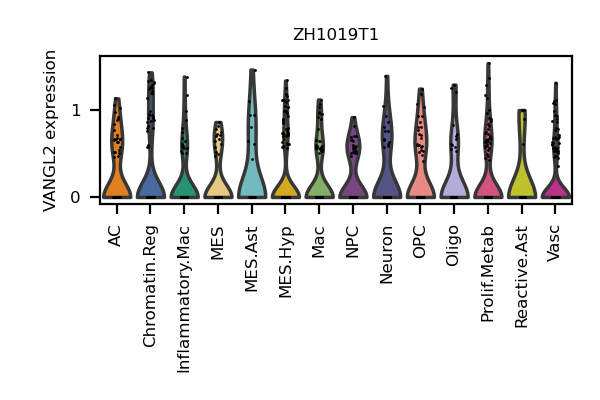 ZH1019T1
VANGL2 expression
1
0
AC
Chromatin.Reg
Inflammatory.Mac
MES
MES.Ast
MES.Hyp
Mac
NPC
Neuron
OPC
Oligo
Prolif.Metab
Reactive.Ast
Vasc